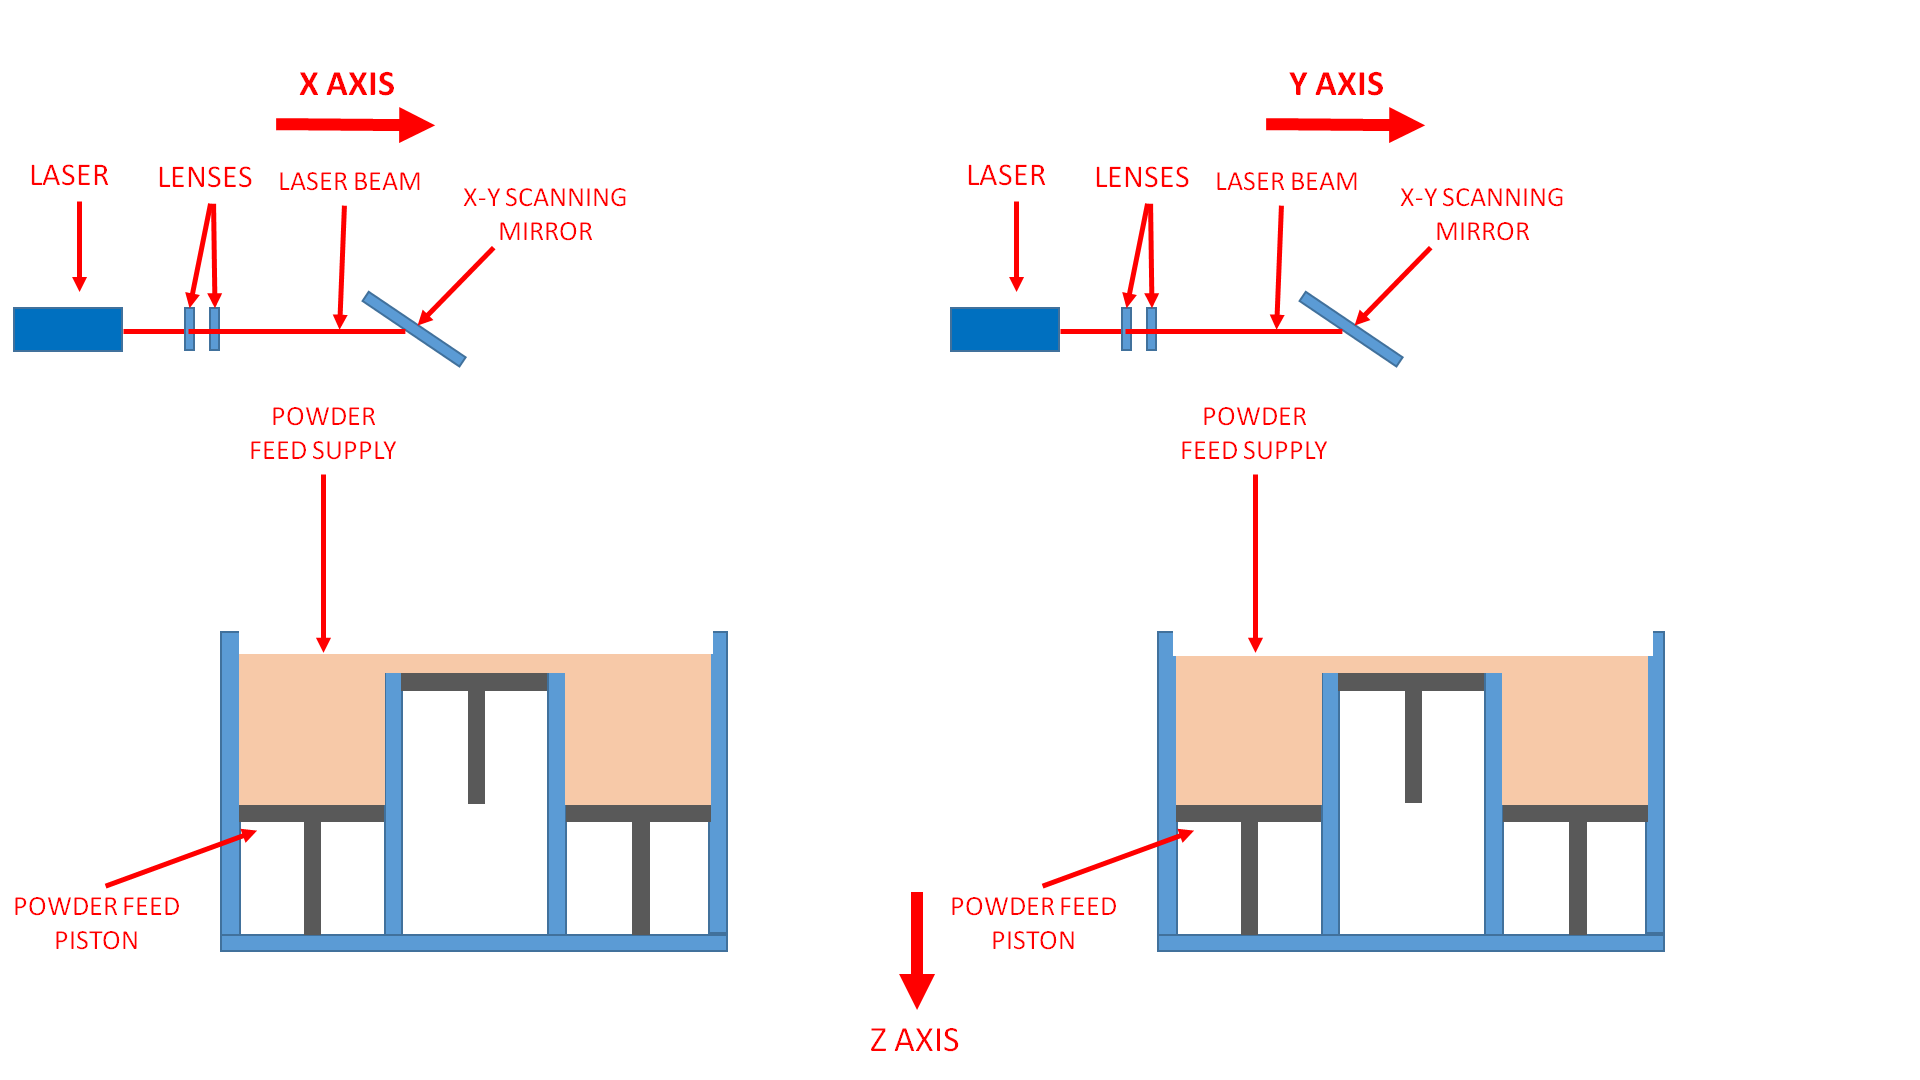 X AXIS
LASER
LENSES
LASER BEAM
X-Y SCANNING
MIRROR
POWDER
FEED SUPPLY
POWDER FEED
PISTON
Y AXIS
LASER
LENSES
LASER BEAM
X-Y SCANNING
MIRROR
POWDER
FEED SUPPLY
POWDER FEED
PISTON
Z AXIS